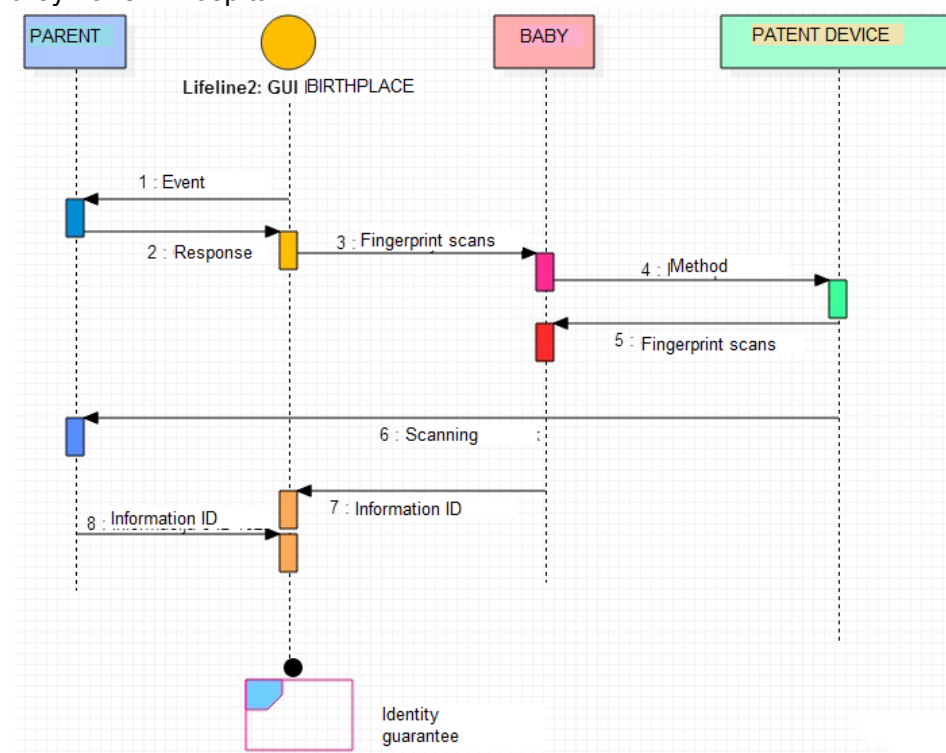 PARENT
BABY
PATENT DEVICE
Lifeline2: GUI BIRTHPLACE
1 : Event
2 : Response
3 : Fingerprint scans
4 : Method
5 : Fingerprint scans
6 : Scanning :
7 : Information ID
8 : Information ID
Identity
guarantee